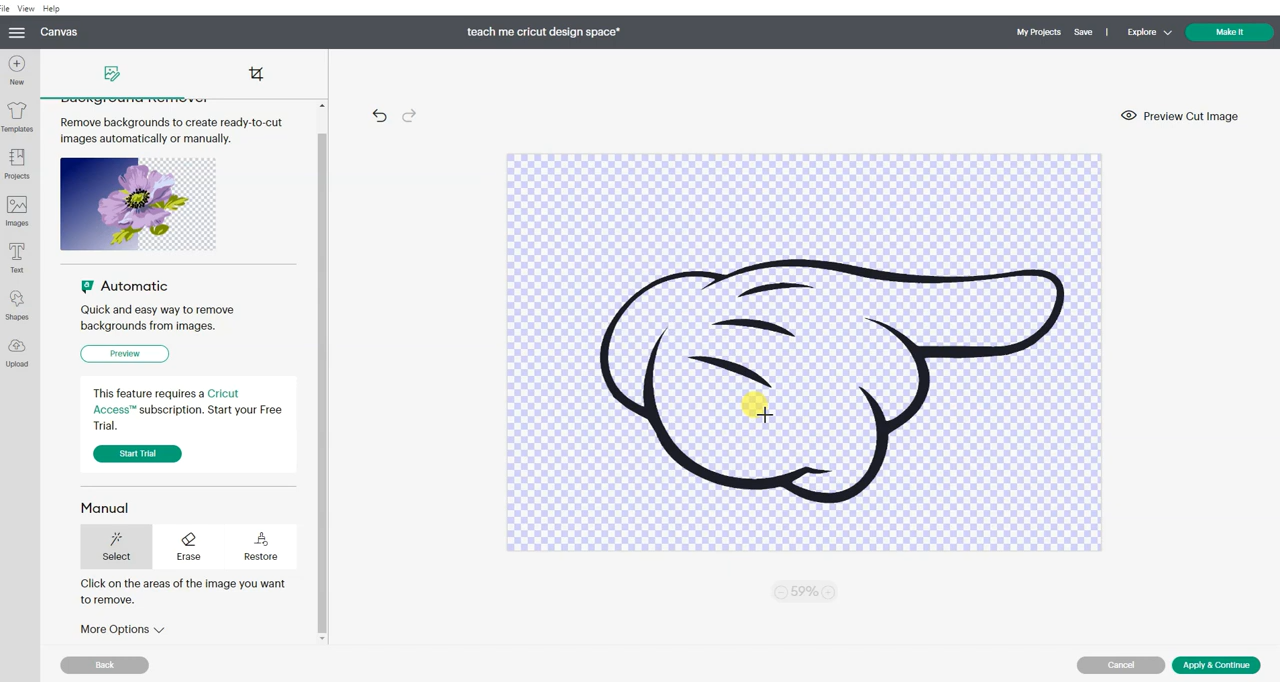 File View Help
Canvas
teach me cricut design space*
My Projects Save | Explore Make It
New
Templates
Projects
Images
Text
Shapes
Upload
Background Remover
Remove backgrounds to create ready-to-cut
images automatically or manually.
Automatic
Quick and easy way to remove
backgrounds from images.
Preview
This feature requires a Cricut
Access™ subscription. Start your Free
Trial.
Start Trial
Manual
Select Erase Restore
Click on the areas of the image you want
to remove.
More Options
Preview Cut Image
59%
Back
Cancel Apply & Continue